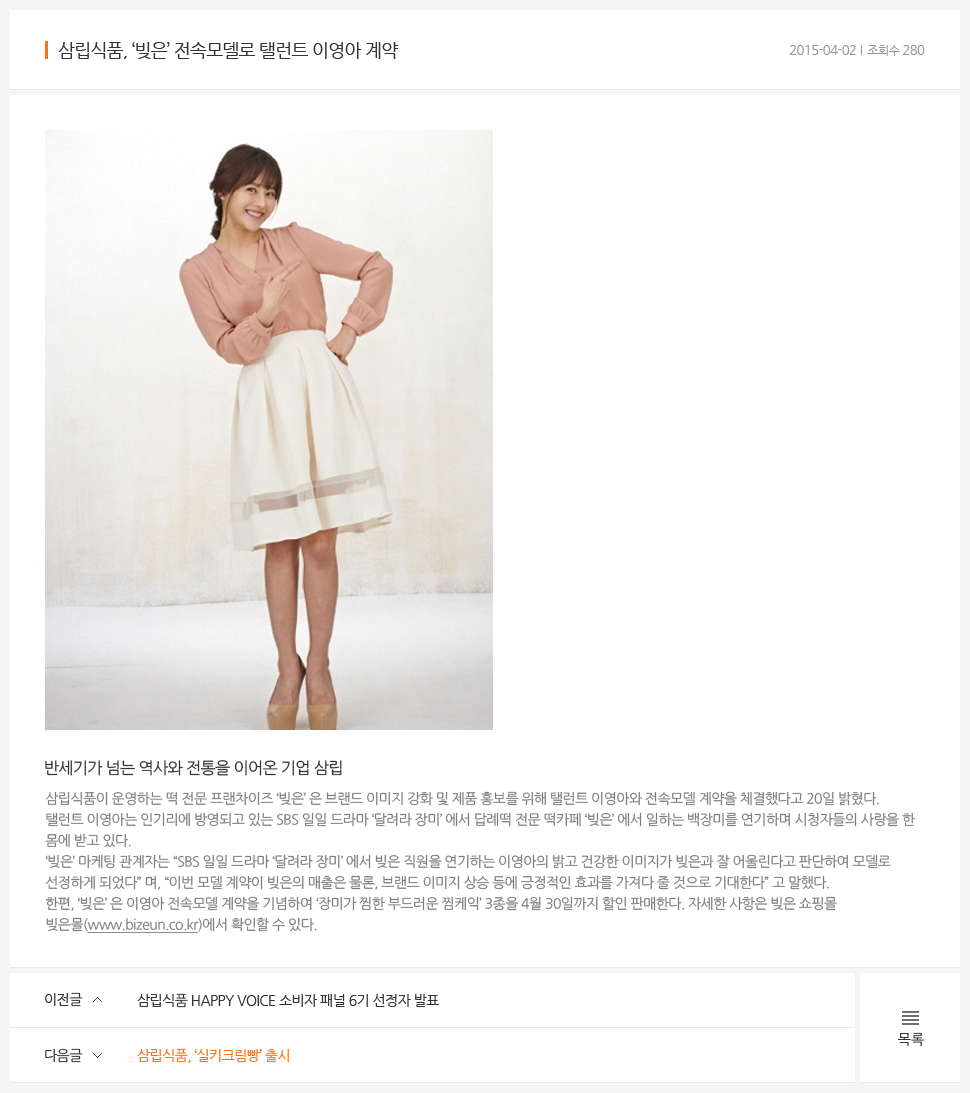 삼립식품, ‘빚은’ 전속모델로 탤런트 이영아 계약
2015-04-02 | 조회수 280
반세기가 넘는 역사와 전통을 이어온 기업 삼립
삼립식품이 운영하는 떡 전문 프랜차이즈 ‘빚은’ 은 브랜드 이미지 강화 및 제품 홍보를 위해 탤런트 이영아와 전속모델 계약을 체결했다고 20일 밝혔다.
탤런트 이영아는 인기리에 방영되고 있는 SBS 일일 드라마 ‘달려라 장미’ 에서 답례떡 전문 떡카페 ‘빚은’ 에서 일하는 백장미를 연기하며 시청자들의 사랑을 한
몸에 받고 있다.
‘빚은’ 마케팅 관계자는 “SBS 일일 드라마 ‘달려라 장미’ 에서 빚은 직원을 연기하는 이영아의 밝고 건강한 이미지가 빚은과 잘 어울린다고 판단하여 모델로
선정하게 되었다” 며, “이번 모델 계약이 빚은의 매출은 물론, 브랜드 이미지 상승 등에 긍정적인 효과를 가져다 줄 것으로 기대한다” 고 말했다.
한편, ‘빚은’ 은 이영아 전속모델 계약을 기념하여 ‘장미가 찜한 부드러운 찜케익’ 3종을 4월 30일까지 할인 판매한다. 자세한 사항은 빚은 쇼핑몰
빚은몰(www.bizeun.co.kr)에서 확인할 수 있다.
이전글 삼립식품 HAPPY VOICE 소비자 패널 6기 선정자 발표
다음글 삼립식품, ‘실키크림빵’ 출시
목록